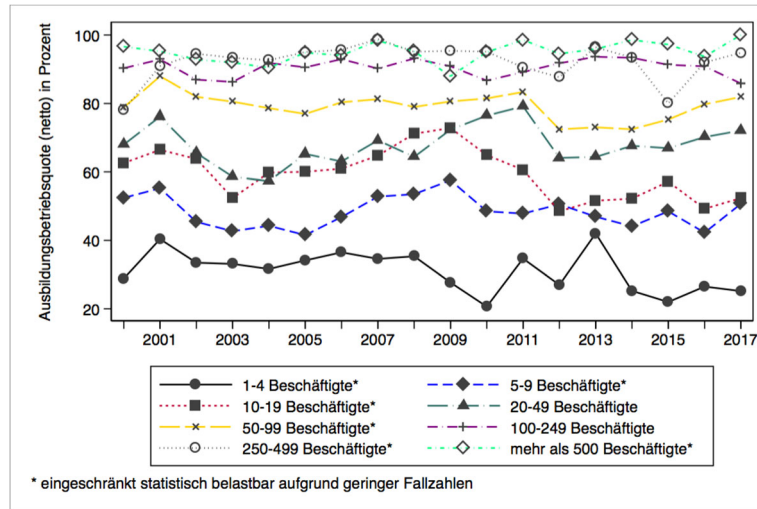 Ausbildungsbetriebsquote (netto) in Prozent
100
80
60
40
20
2001 2003 2005 2007 2009 2011 2013 2015 2017
1-4 Beschäftigte* 5-9 Beschäftigte*
10-19 Beschäftigte* 20-49 Beschäftigte
50-99 Beschäftigte* 100-249 Beschäftigte
250-499 Beschäftigte* mehr als 500 Beschäftigte*
* eingeschränkt statistisch belastbar aufgrund geringer Fallzahlen